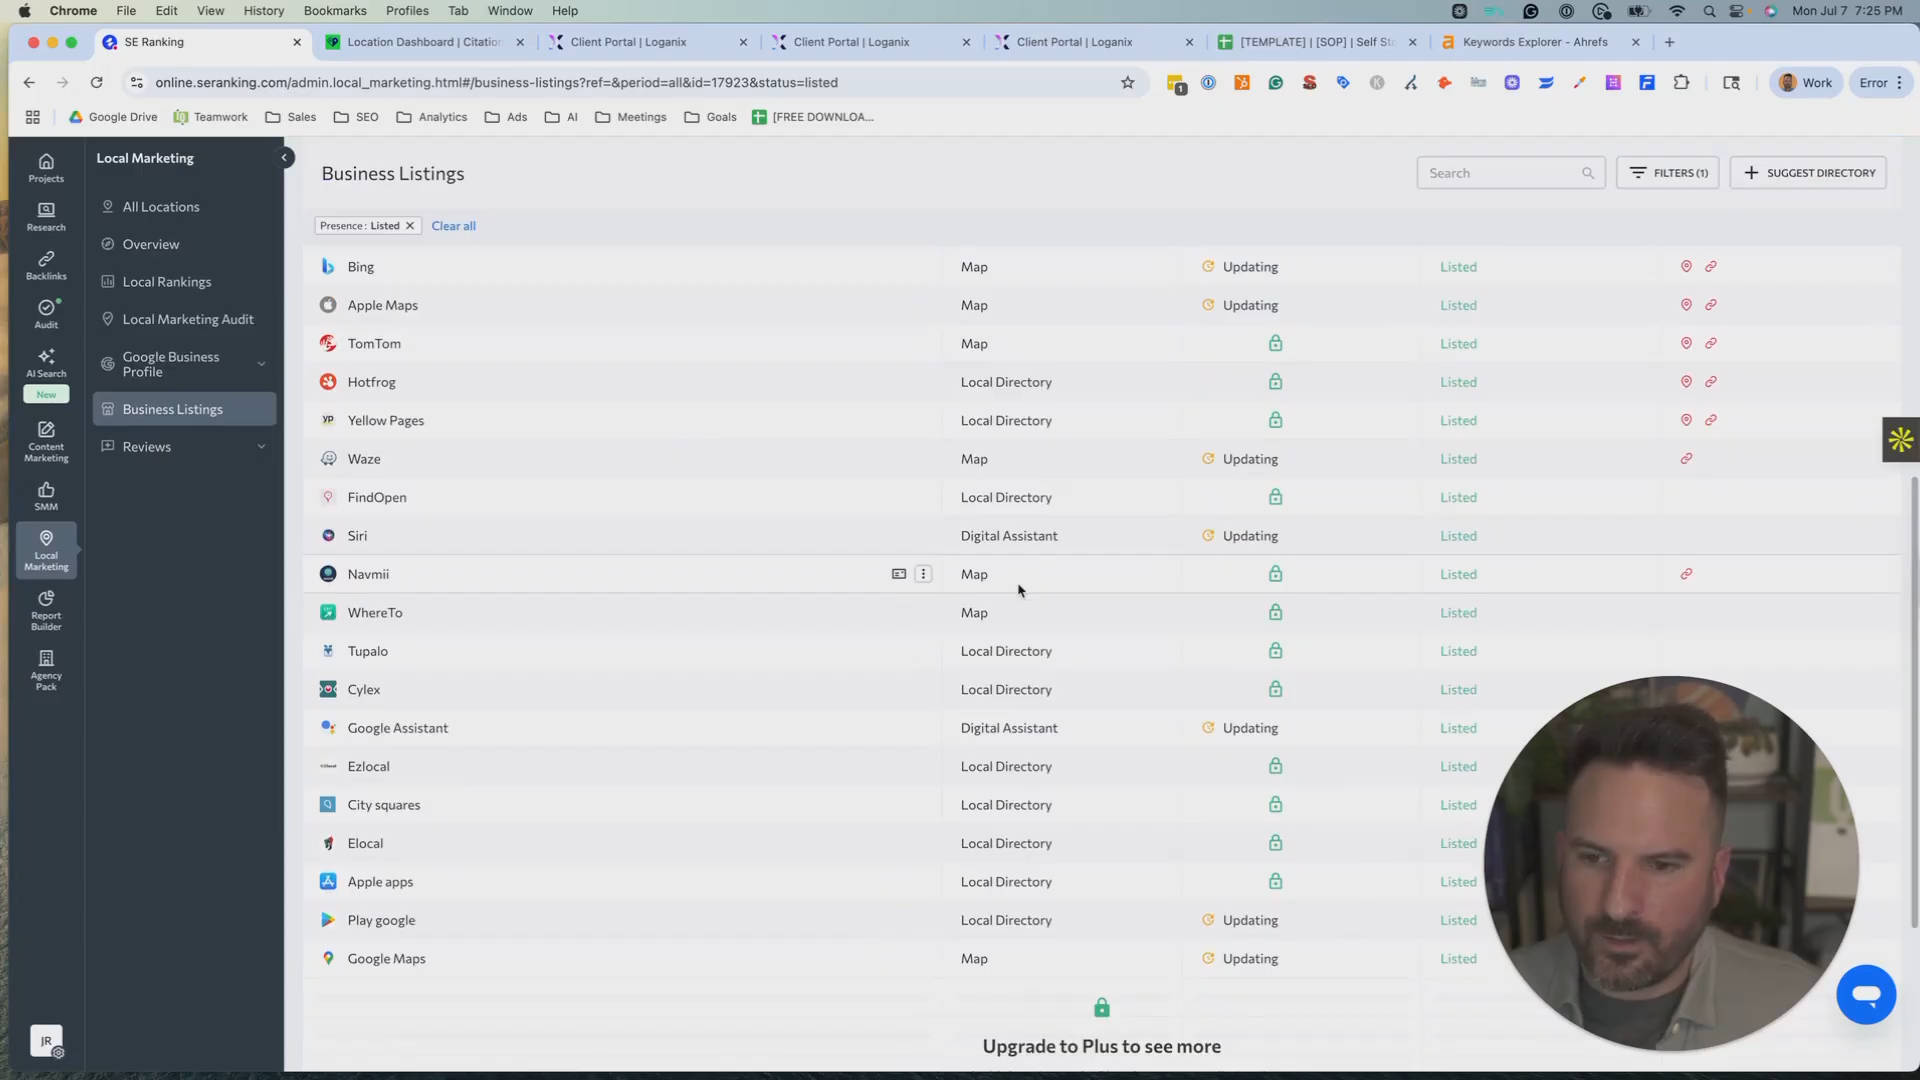 Chrome File Edit View History Bookmarks Profiles Tab Window Help Mon Jul 7 7:25 PM
SE Ranking Location Dashboard | Citation Client Portal | Loganix Client Portal | Loganix Client Portal | Loganix [TEMPLATE] | [SOP] | Self Sto Keywords Explorer - Ahrefs
online.seranking.com/admin.local_marketing.html#/business-listings?ref=&period=all&id=17923&status=listed 1 Work Error
Google Drive Teamwork Sales SEO Analytics Ads AI Meetings Goals [FREE DOWNLOA...
Projects
Research
Backlinks
Audit
AI Search
New
Content
Marketing
SMM
Local
Marketing
Report
Builder
Agency
Pack
JR
Local Marketing
All Locations
Overview
Local Rankings
Local Marketing Audit
Google Business
Profile
Business Listings
Reviews
Business Listings Search FILTERS (1) SUGGEST DIRECTORY
Presence : Listed Clear all
Bing Map Updating Listed
Apple Maps Map Updating Listed
TomTom Map Listed
Hotfrog Local Directory Listed
yp Yellow Pages Local Directory Listed
Waze Map Updating Listed
FindOpen Local Directory Listed
Siri Digital Assistant Updating Listed
Navmii Map Listed
WhereTo Map Listed
Tupalo Local Directory Listed
Cylex Local Directory Listed
Google Assistant Digital Assistant Updating Listed
Ezlocal Local Directory Listed
City squares Local Directory Listed
Elocal Local Directory Listed
Apple apps Local Directory Listed
Play google Local Directory Updating Listed
Google Maps Map Updating Listed
Upgrade to Plus to see more